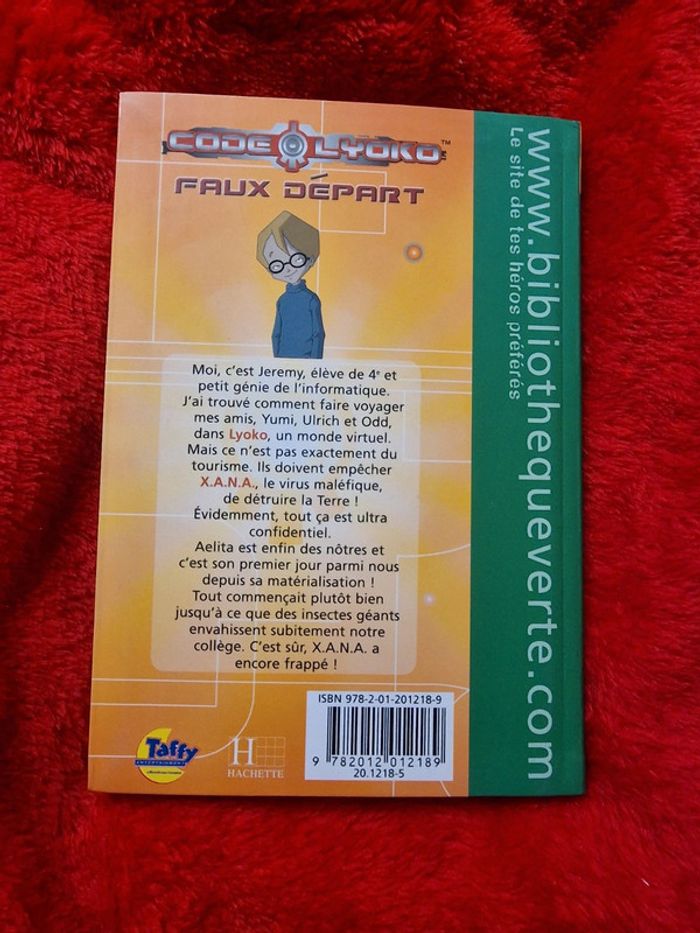 CODE LYOKO™
FAUX DÉPART
Moi, c'est Jeremy, élève de 4e et
petit génie de l'informatique.
J'ai trouvé comment faire voyager
mes amis, Yumi, Ulrich et Odd,
dans Lyoko, un monde virtuel.
Mais ce n'est pas exactement du
tourisme. Ils doivent empêcher
X.A.N.A., le virus maléfique,
de détruire la Terre !
Évidemment, tout ça est ultra
confidentiel.
Aelita est enfin des nôtres et
c'est son premier jour parmi nous
depuis sa matérialisation !
Tout commençait plutôt bien
jusqu'à ce que des insectes géants
envahissent subitement notre
collège. C'est sûr, X.A.N.A. a
encore frappé !
Taffy
ENTERTAINMENT
H
HACHETTE
ISBN 978-2-01-201218-9
9 782012 012189
20.1218-5
www.bibliothequeverte.com
Le site de tes héros préférés